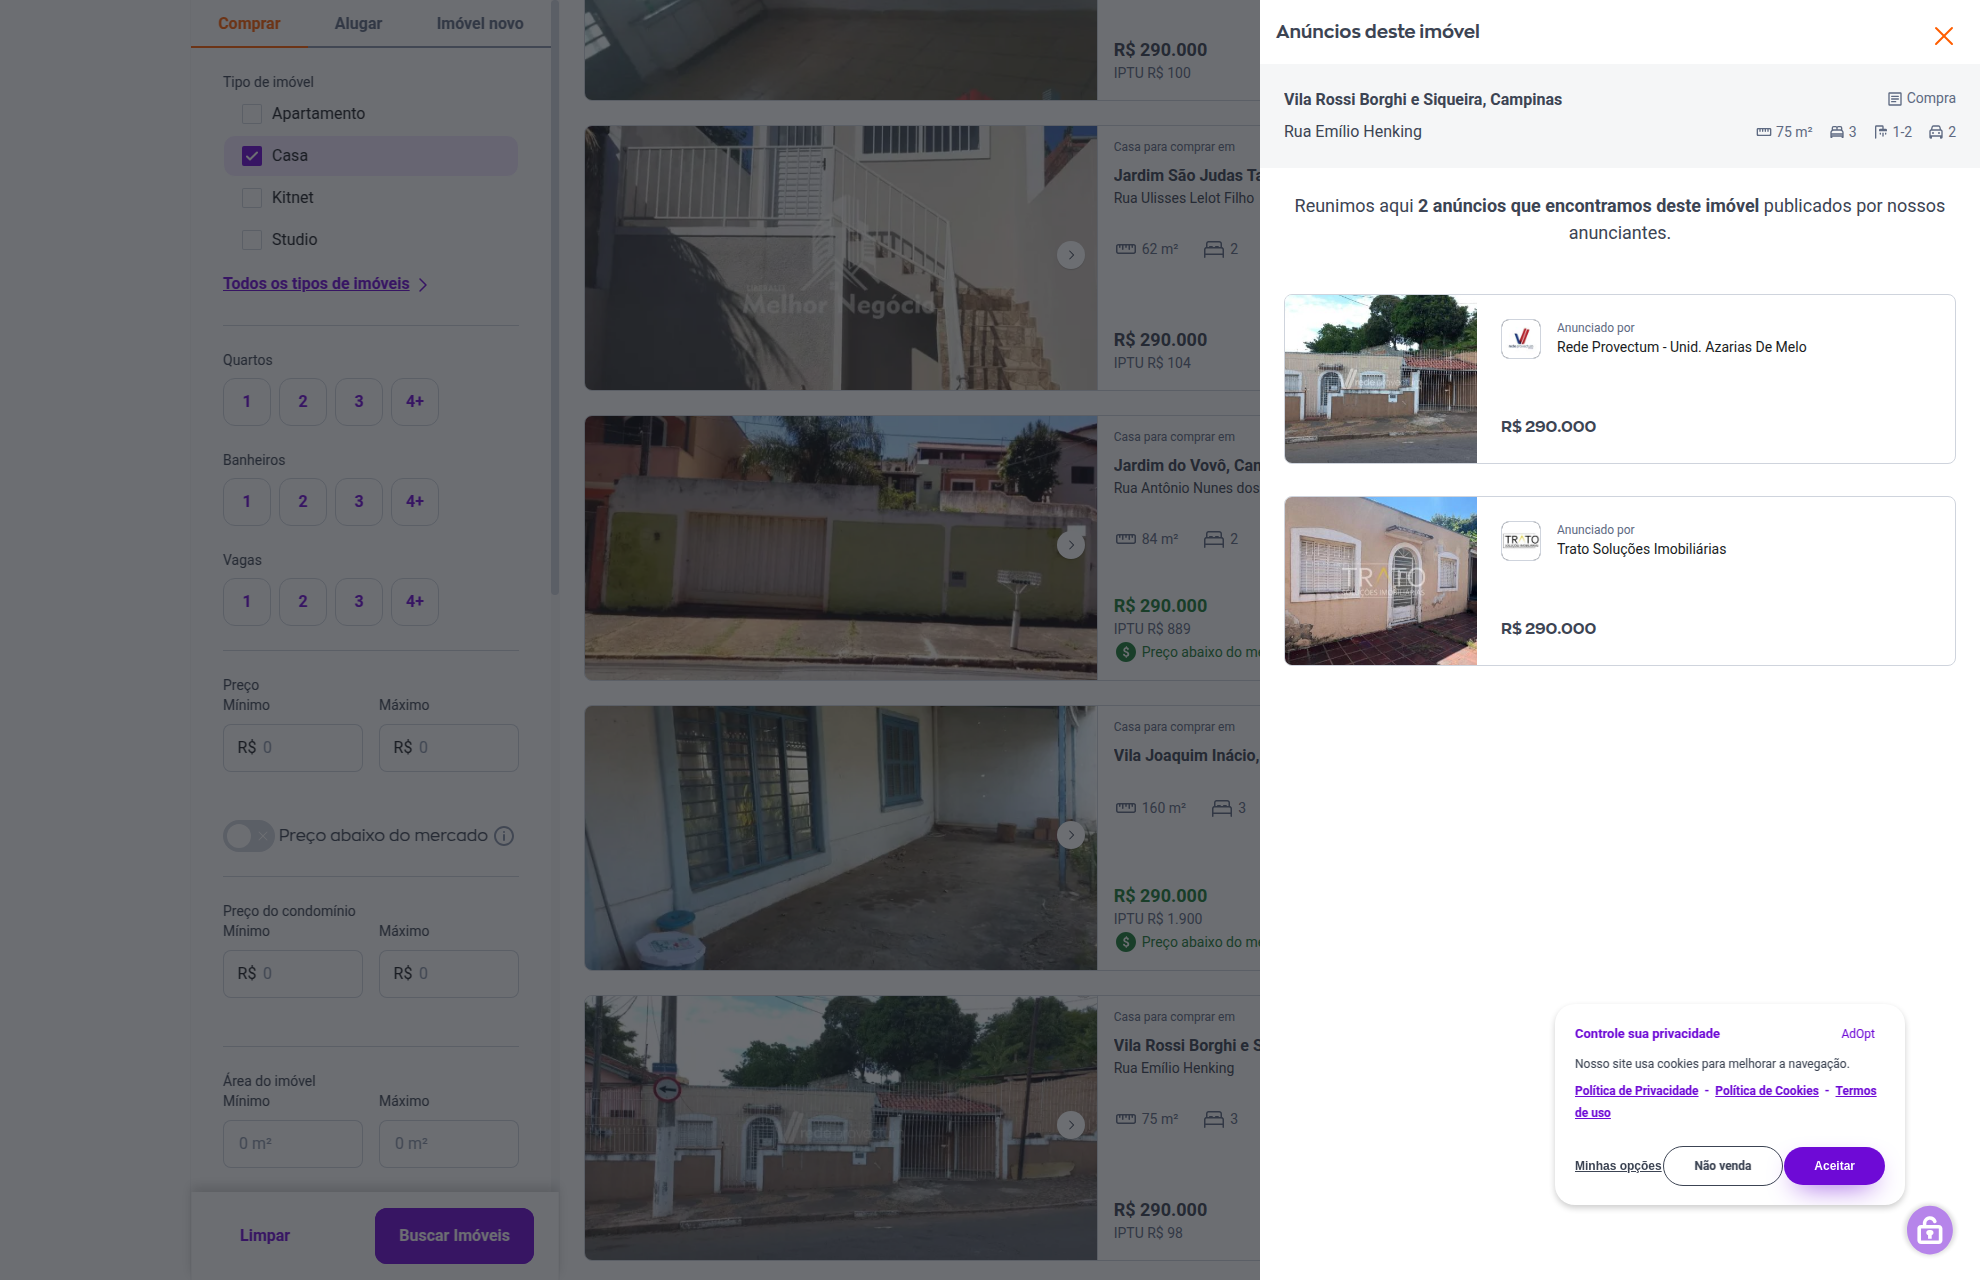 Comprar
Alugar
Imóvel novo
Tipo de imóvel
Apartamento
Casa
Kitnet
Studio
Todos os tipos de imóveis
Quartos
1
2
3
4+
Banheiros
1
2
3
4+
Vagas
1
2
3
4+
Preço
Mínimo
Máximo
R$ 0
R$ 0
Preço abaixo do mercado
Preço do condomínio
Mínimo
Máximo
R$ 0
R$ 0
Área do imóvel
Mínimo
Máximo
0 m²
0 m²
Limpar
Buscar Imóveis
R$ 290.000
IPTU R$ 100
Melhor Negócio
Casa para comprar em
Jardim São Judas Ta
Rua Ulisses Lelot Filho
62 m²
2
R$ 290.000
IPTU R$ 104
Casa para comprar em
Jardim do Vovô, Can
Rua Antônio Nunes dos
84 m²
2
R$ 290.000
IPTU R$ 889
Preço abaixo do me
Casa para comprar em
Vila Joaquim Inácio,
160 m²
3
R$ 290.000
IPTU R$ 1.900
Preço abaixo do me
Casa para comprar em
Vila Rossi Borghi e S
Rua Emílio Henking
75 m²
3
R$ 290.000
IPTU R$ 98
Anúncios deste imóvel
Vila Rossi Borghi e Siqueira, Campinas
Compra
Rua Emílio Henking
75 m²
3
1-2
2
Reunimos aqui 2 anúncios que encontramos deste imóvel publicados por nossos
anunciantes.
Anunciado por
Rede Provectum - Unid. Azarias De Melo
R$ 290.000
TRATO
TRATO
Anunciado por
Trato Soluções Imobiliárias
R$ 290.000
Controle sua privacidade
AdOpt
Nosso site usa cookies para melhorar a navegação.
Política de Privacidade - Política de Cookies - Termos
de uso
Minhas opções
Não venda
Aceitar